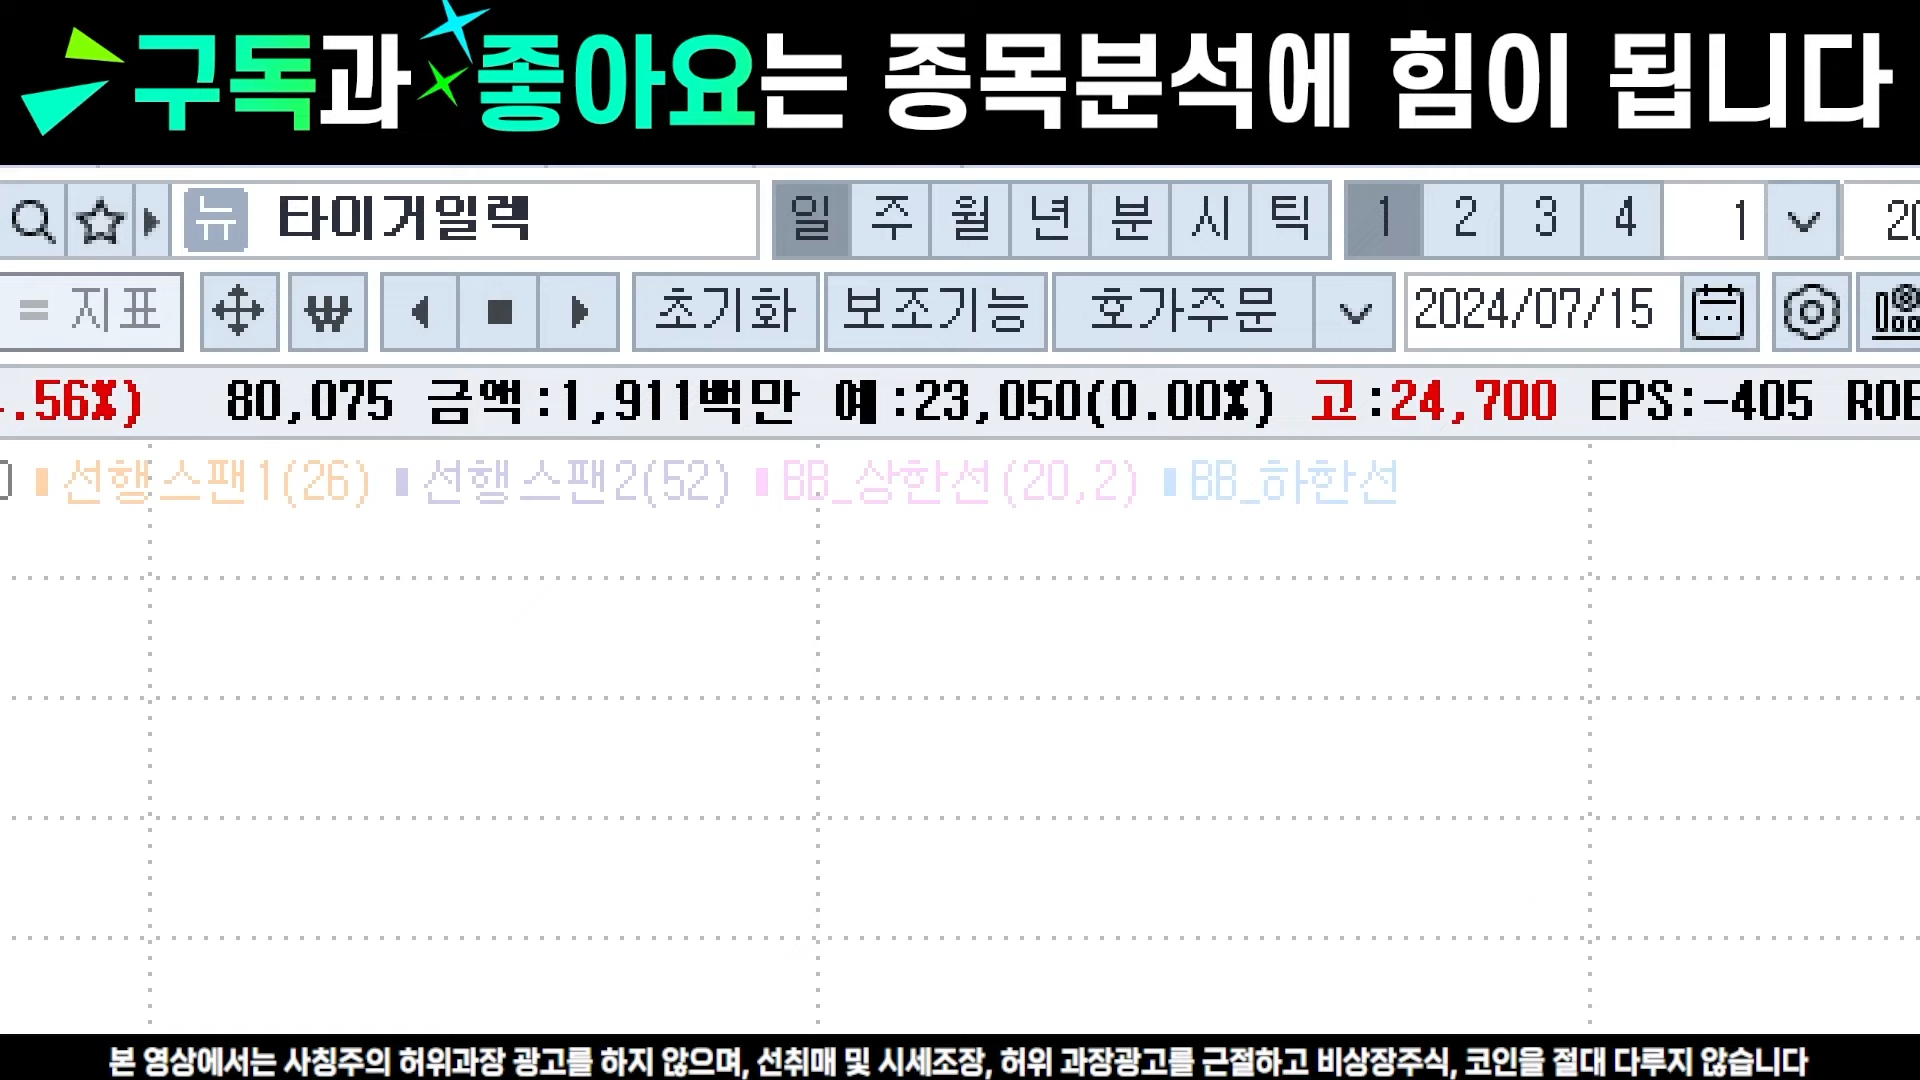 구독과 좋아요는 종목분석에 힘이 됩니다
뉴 타이거일렉 일 주 월 년 분 시 틱 1 2 3 4 1 20
= 지표 ₩ 초기화 보조기능 호가주문 2024/07/15
.56%) 80,075 금액:1,911백만 예:23,050(0.00%) 고:24,700 EPS:-405 ROE
선행스팬1(26) 선행스팬2(52) BB_상한선(20,2) BB_하한선
본 영상에서는 사칭주의 허위과장 광고를 하지 않으며, 선취매 및 시세조장, 허위 과장광고를 근절하고 비상장주식, 코인을 절대 다루지 않습니다